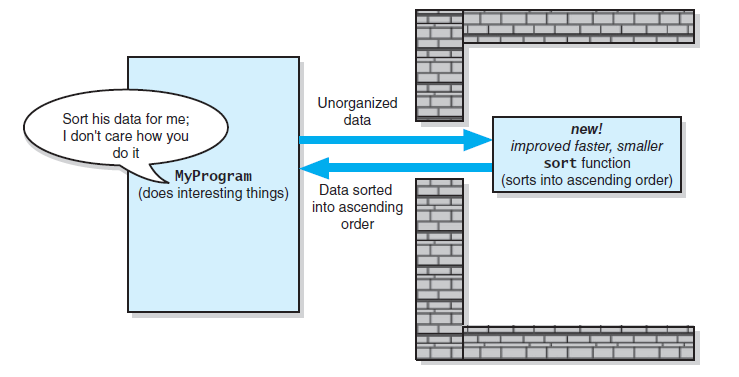 Sort his data for me;
I don't care how you
do it
MyProgram
(does interesting things)
Unorganized
data
Data sorted
into ascending
order
new!
improved faster, smaller
sort function
(sorts into ascending order)